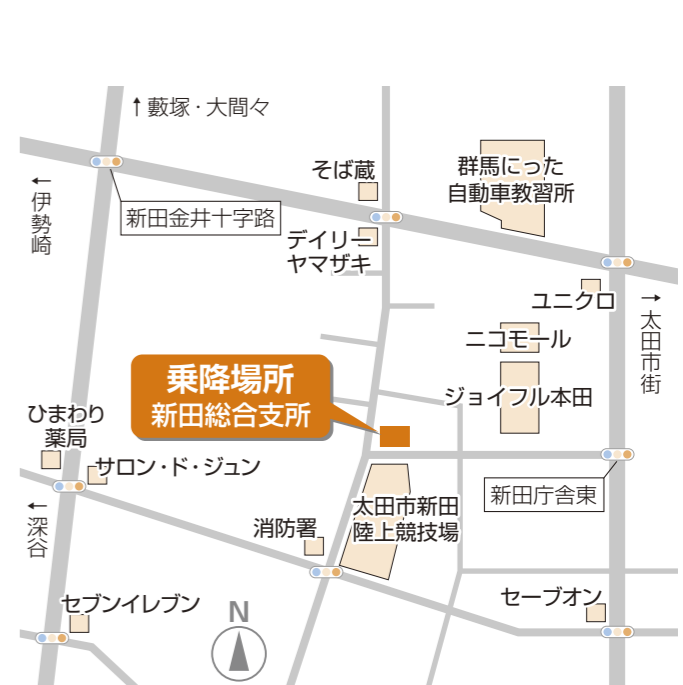 ↑藪塚・大間々
そば蔵
群馬にった
自動車教習所
←伊勢崎
新田金井十字路
デイリー
ヤマザキ
ユニクロ
→太田市街
ニコモール
乗降場所
新田総合支所
ジョイフル本田
ひまわり
薬局
サロン・ド・ジュン
←深谷
太田市新田
陸上競技場
新田庁舎東
消防署
セブンイレブン
セーブオン
N